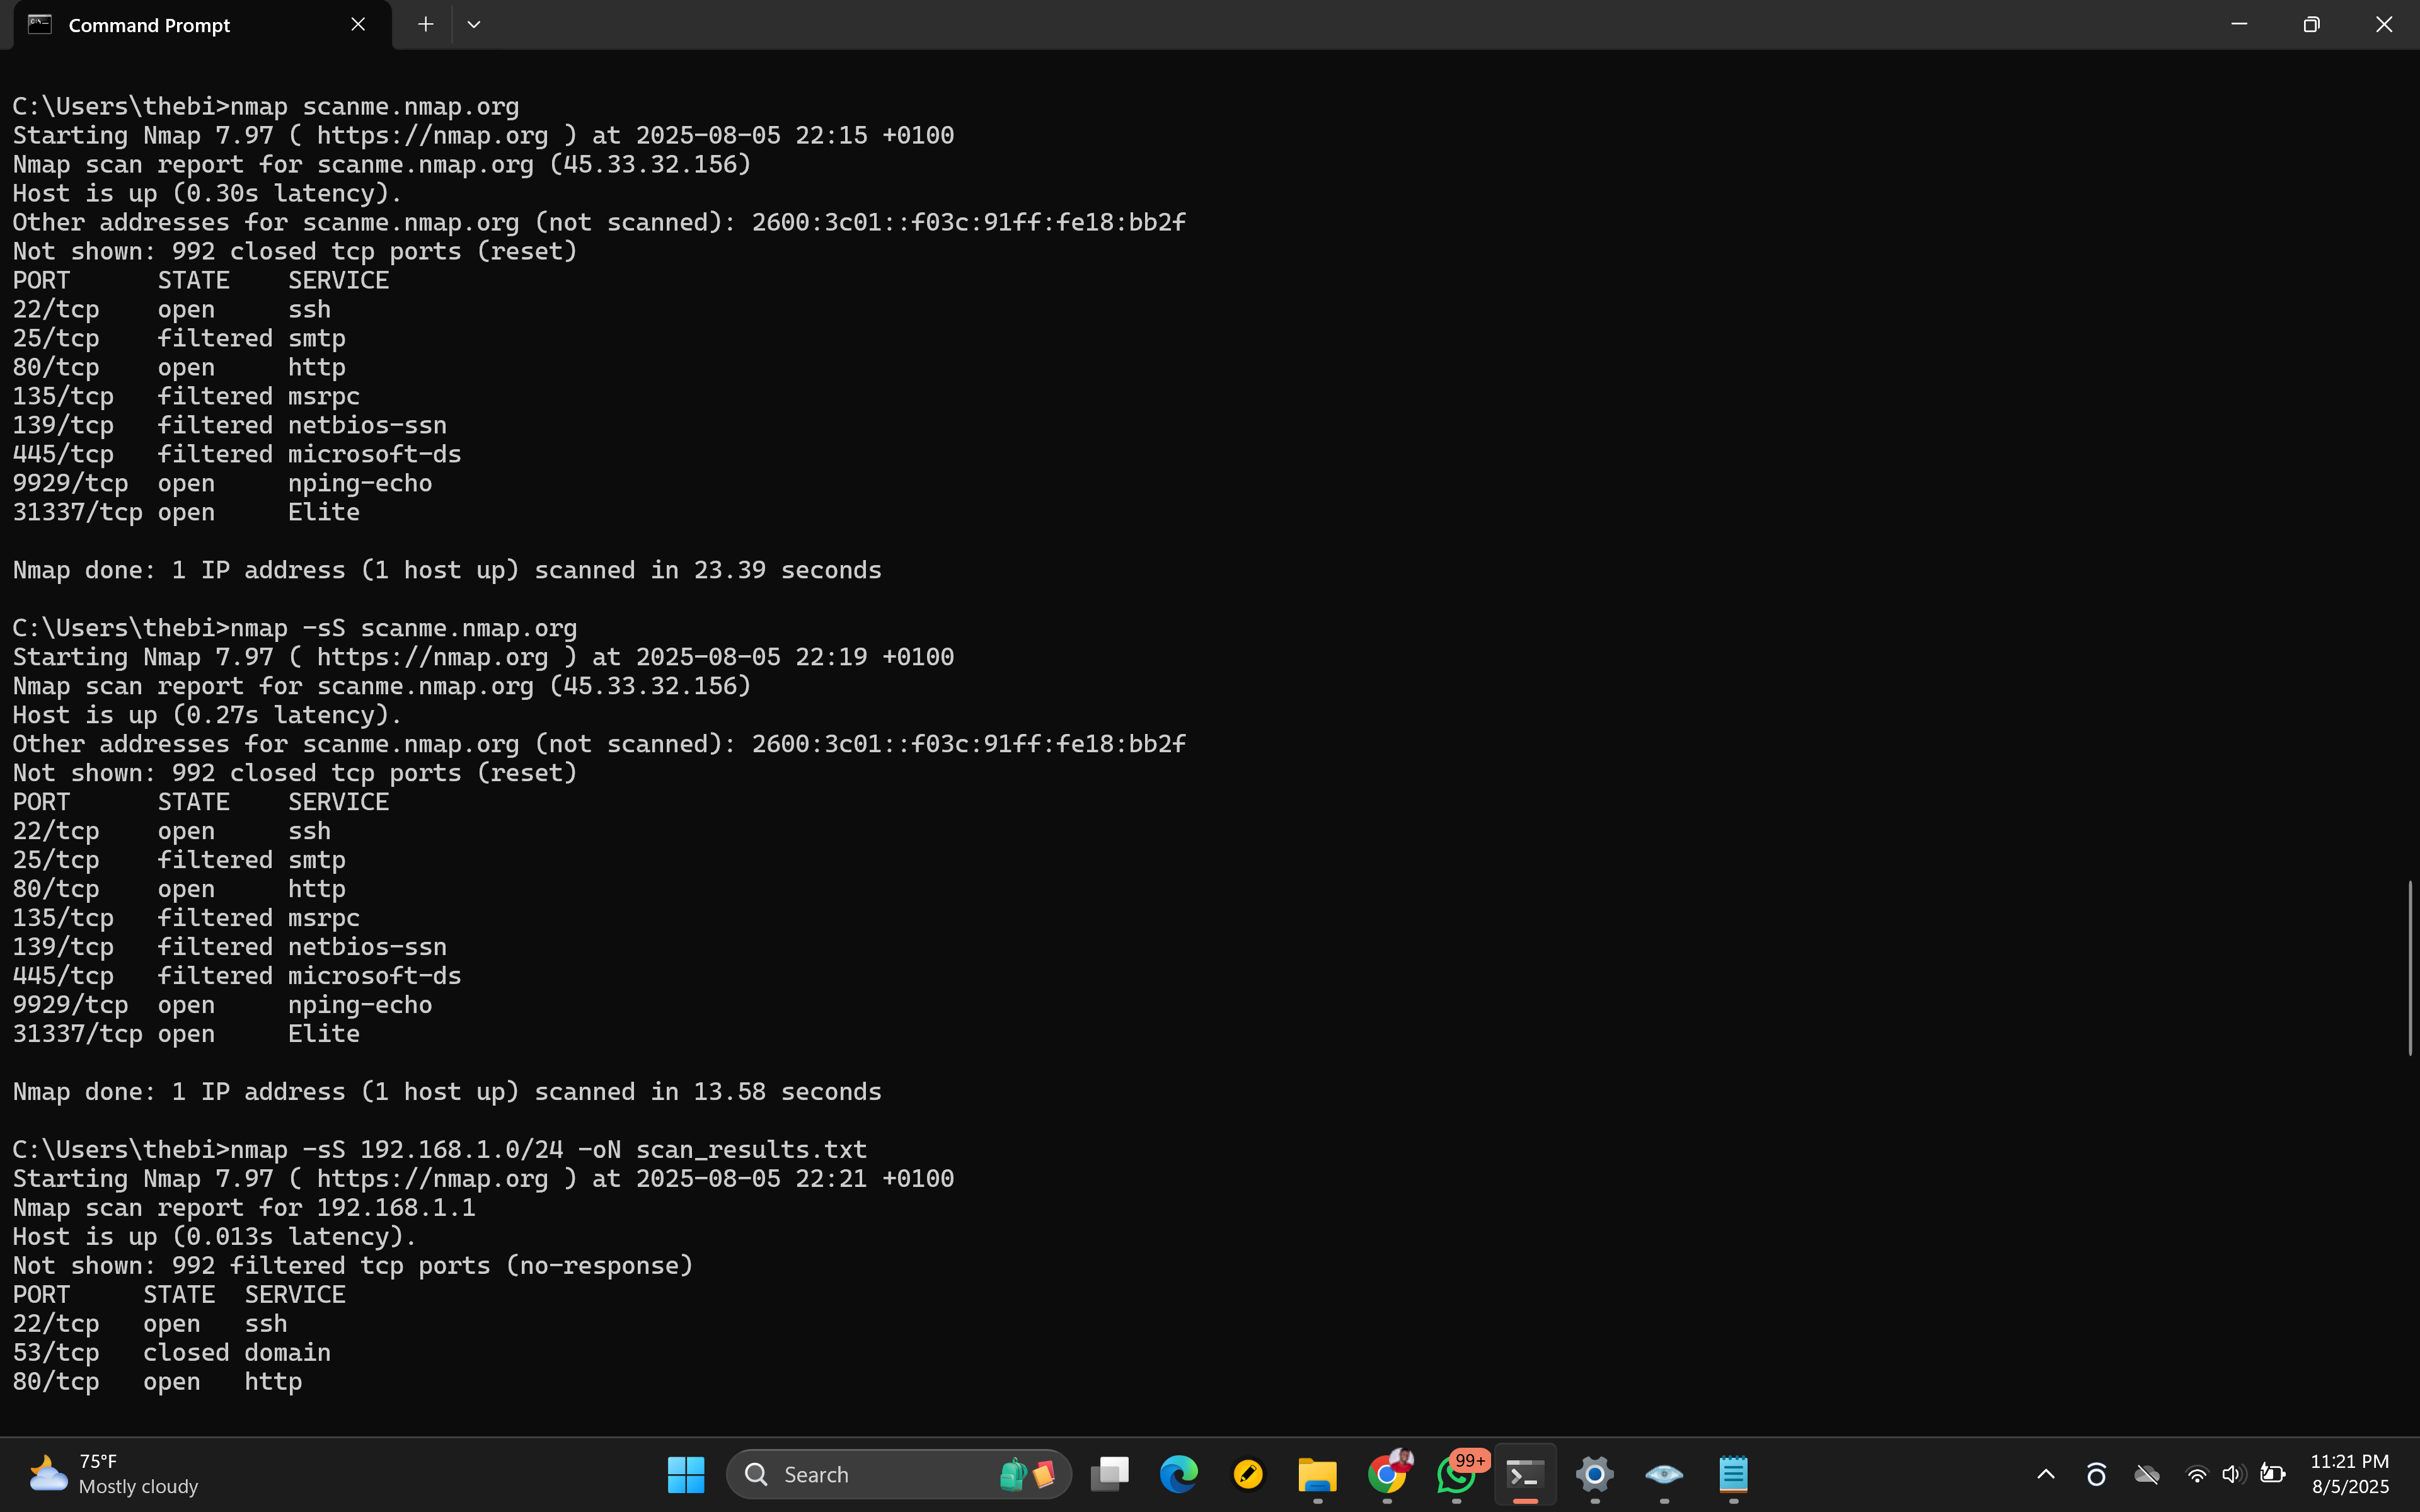 Command Prompt
C:\Users\thebi>nmap scanme.nmap.org
Starting Nmap 7.97 ( https://nmap.org ) at 2025-08-05 22:15 +0100
Nmap scan report for scanme.nmap.org (45.33.32.156)
Host is up (0.30s latency).
Other addresses for scanme.nmap.org (not scanned): 2600:3c01::f03c:91ff:fe18:bb2f
Not shown: 992 closed tcp ports (reset)
PORT      STATE    SERVICE
22/tcp    open     ssh
25/tcp    filtered smtp
80/tcp    open     http
135/tcp   filtered msrpc
139/tcp   filtered netbios-ssn
445/tcp   filtered microsoft-ds
9929/tcp  open     nping-echo
31337/tcp open     Elite
Nmap done: 1 IP address (1 host up) scanned in 23.39 seconds
C:\Users\thebi>nmap -sS scanme.nmap.org
Starting Nmap 7.97 ( https://nmap.org ) at 2025-08-05 22:19 +0100
Nmap scan report for scanme.nmap.org (45.33.32.156)
Host is up (0.27s latency).
Other addresses for scanme.nmap.org (not scanned): 2600:3c01::f03c:91ff:fe18:bb2f
Not shown: 992 closed tcp ports (reset)
PORT      STATE    SERVICE
22/tcp    open     ssh
25/tcp    filtered smtp
80/tcp    open     http
135/tcp   filtered msrpc
139/tcp   filtered netbios-ssn
445/tcp   filtered microsoft-ds
9929/tcp  open     nping-echo
31337/tcp open     Elite
Nmap done: 1 IP address (1 host up) scanned in 13.58 seconds
C:\Users\thebi>nmap -sS 192.168.1.0/24 -oN scan_results.txt
Starting Nmap 7.97 ( https://nmap.org ) at 2025-08-05 22:21 +0100
Nmap scan report for 192.168.1.1
Host is up (0.013s latency).
Not shown: 992 filtered tcp ports (no-response)
PORT     STATE  SERVICE
22/tcp   open   ssh
53/tcp   closed domain
80/tcp   open   http
75°F
Mostly cloudy
Search
99+
11:21 PM
8/5/2025